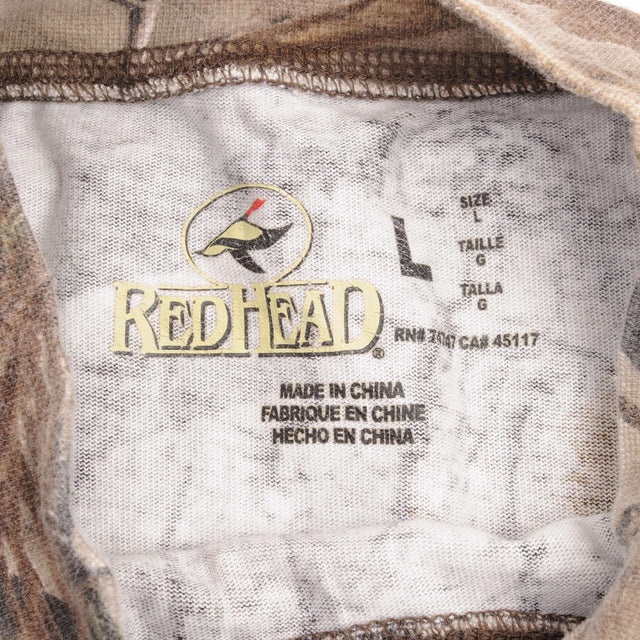 REDHEAD®
L
SIZE
L
TAILLE
G
TALLA
G
CA# 45117
RN#
MADE IN CHINA
FABRIQUE EN CHINE
HECHO EN CHINA